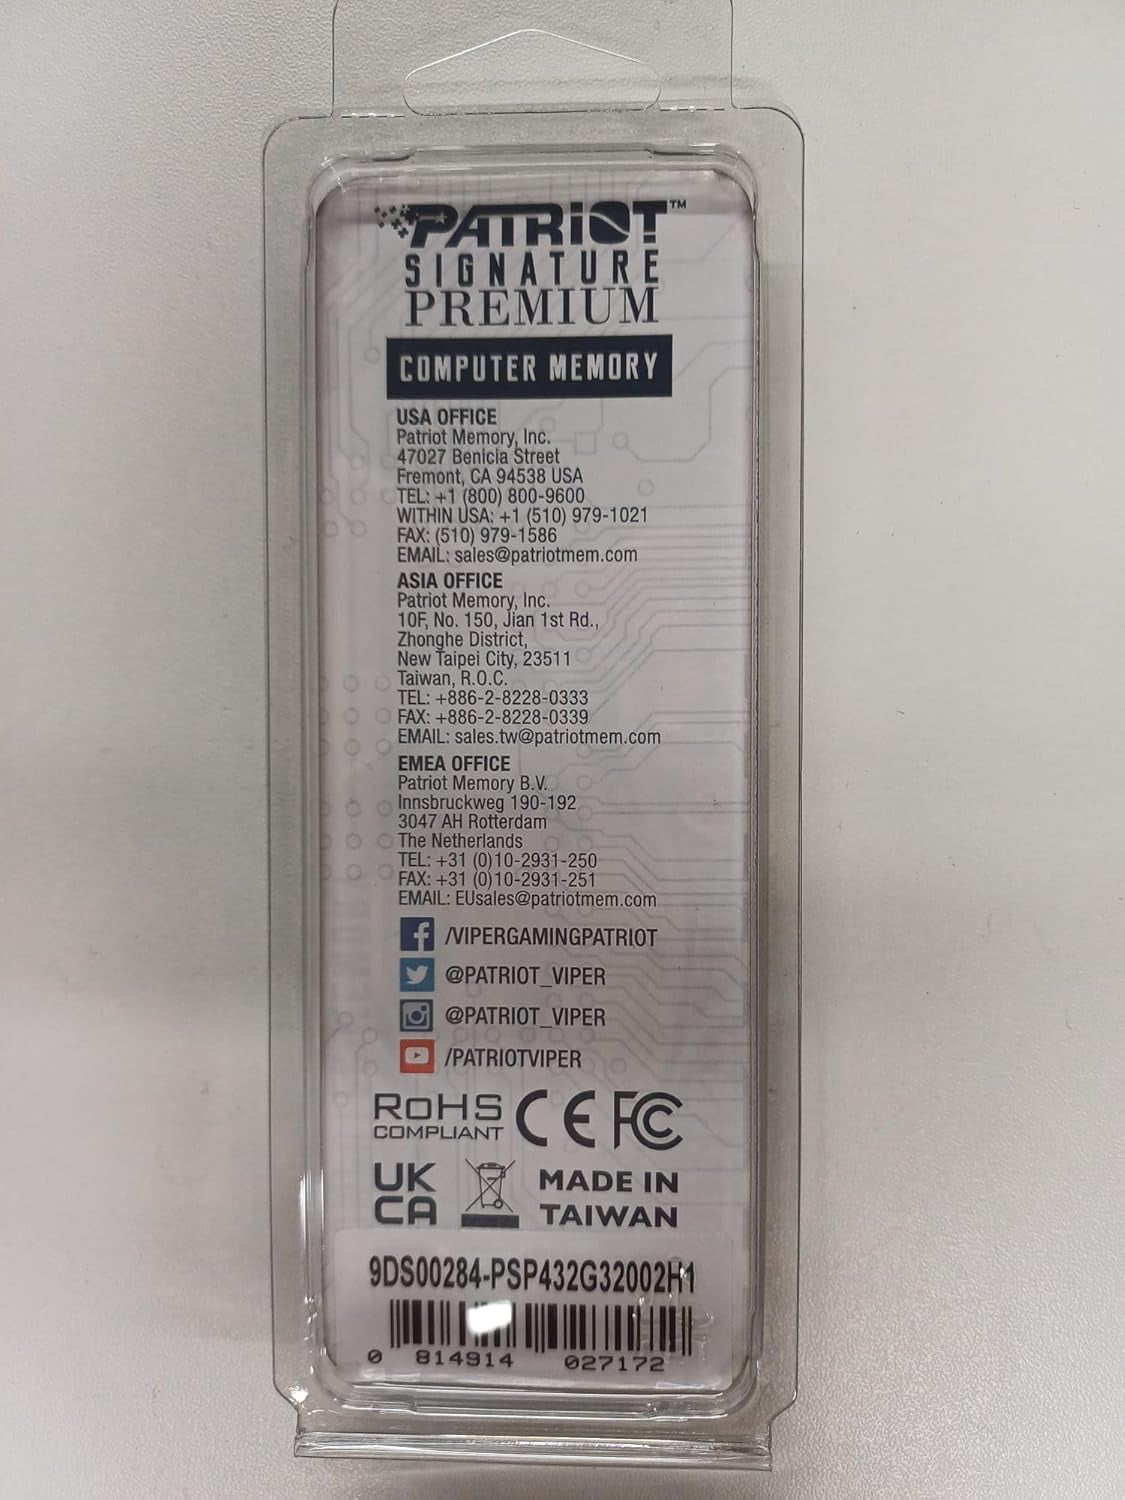 PATRIOT™
SIGNATURE
PREMIUM
COMPUTER MEMORY
USA OFFICE
Patriot Memory, Inc.
47027 Benicia Street
Fremont, CA 94538 USA
TEL: +1 (800) 800-9600
WITHIN USA: +1 (510) 979-1021
FAX: (510) 979-1586
EMAIL: sales@patriotmem.com
ASIA OFFICE
Patriot Memory, Inc.
10F, No. 150, Jian 1st Rd.,
Zhonghe District,
New Taipei City, 23511
Taiwan, R.O.C.
TEL: +886-2-8228-0333
FAX: +886-2-8228-0339
EMAIL: sales.tw@patriotmem.com
EMEA OFFICE
Patriot Memory B.V.
Innsbruckweg 190-192
3047 AH Rotterdam
The Netherlands
TEL: +31 (0)10-2931-250
FAX: +31 (0)10-2931-251
EMAIL: EUsales@patriotmem.com
/VIPERGAMINGPATRIOT
@PATRIOT_VIPER
@PATRIOT_VIPER
/PATRIOTVIPER
RoHS
COMPLIANT
CE FC
UK
CA
MADE IN
TAIWAN
9DS00284-PSP432G32002H1
0 814914 027172